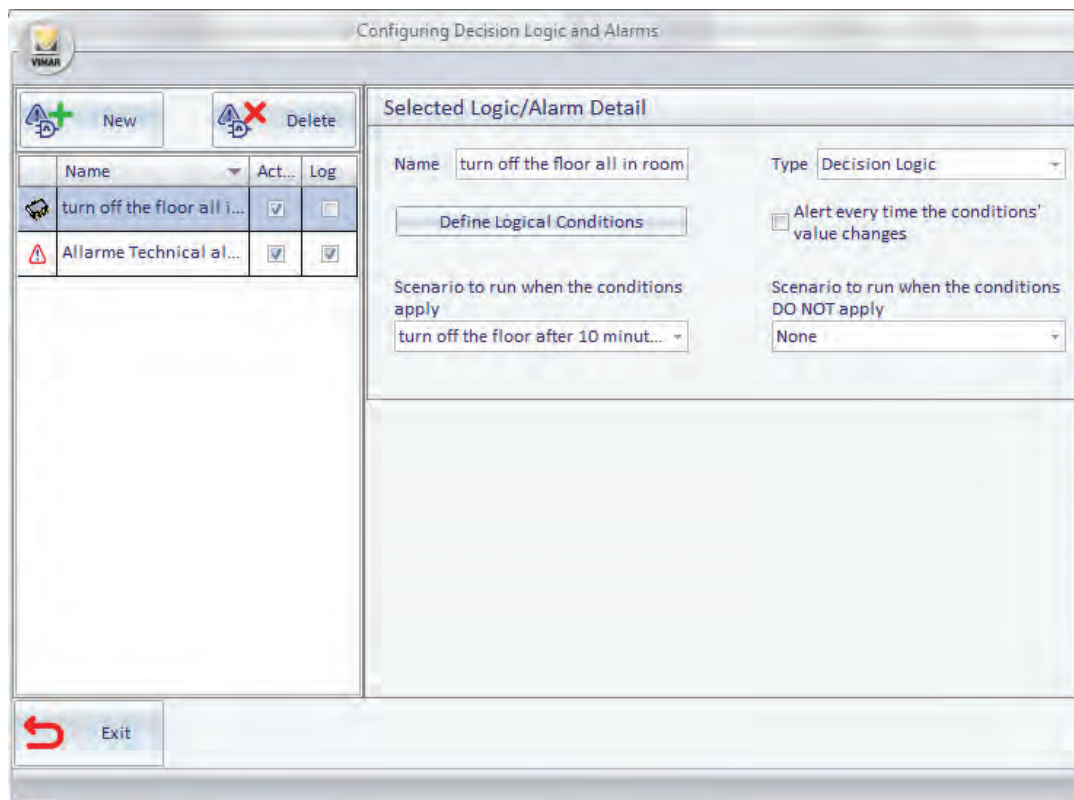 Configuring Decision Logic and Alarms
VIMAR
New
Delete
Name
Act...
Log
turn off the floor all i...
Allarme Technical al...
Selected Logic/Alarm Detail
Name
turn off the floor all in room
Type
Decision Logic
Define Logical Conditions
Alert every time the conditions'
value changes
Scenario to run when the conditions
apply
turn off the floor after 10 minut...
Scenario to run when the conditions
DO NOT apply
None
Exit